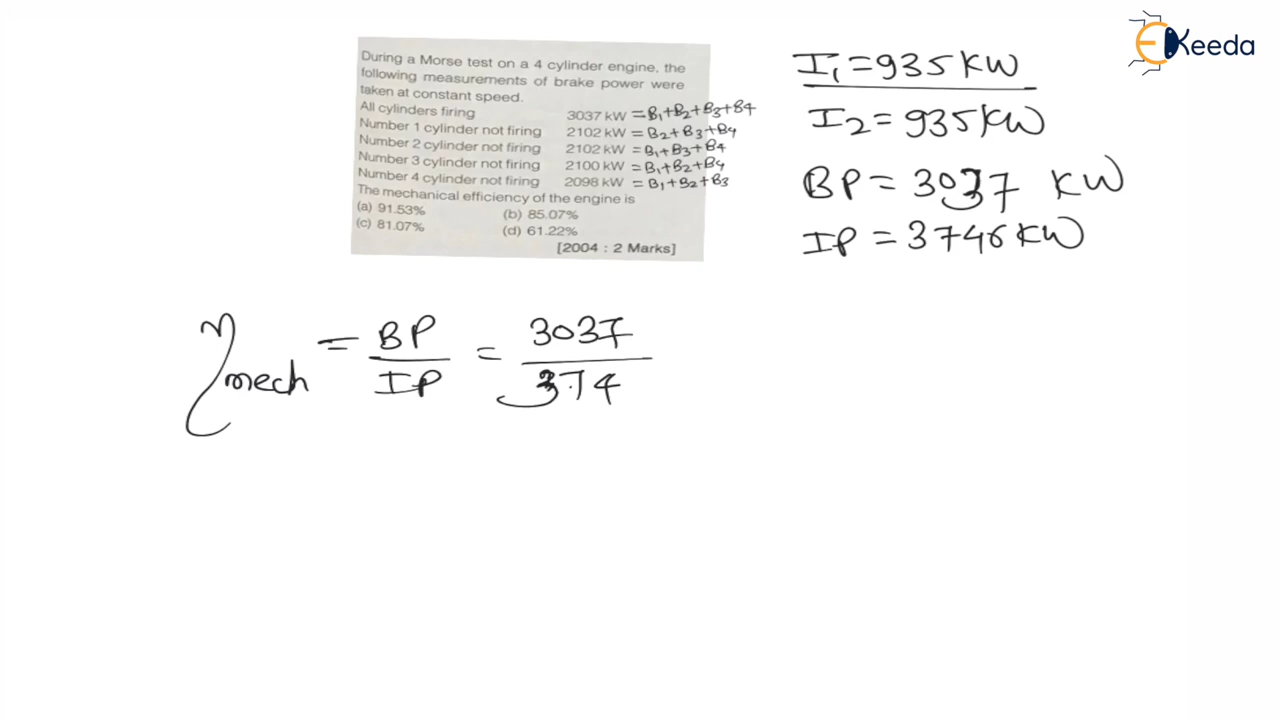 During a Morse test on a 4 cylinder engine, the
following measurements of brake power were
taken at constant speed.
All cylinders firing 3037 kW = B1+B2+B3+B4
Number 1 cylinder not firing 2102 kW = B2+B3+B4
Number 2 cylinder not firing 2102 kW = B1+B3+B4
Number 3 cylinder not firing 2100 kW = B1+B2+B4
Number 4 cylinder not firing 2098 kW = B1+B2+B3
The mechanical efficiency of the engine is
(a) 91.53% (b) 85.07%
(c) 81.07% (d) 61.22%
[2004 : 2 Marks]
I1 = 935 KW
I2 = 935 KW
BP = 3037 KW
IP = 3746 KW
Keeda
η mech = BP/IP = 3037/374